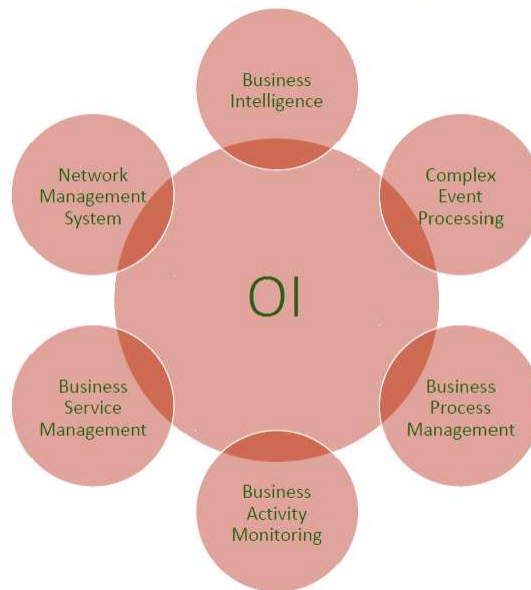 Business
Intelligence
Network
Management
System
Complex
Event
Processing
OI
Business
Service
Management
Business
Process
Management
Business
Activity
Monitoring